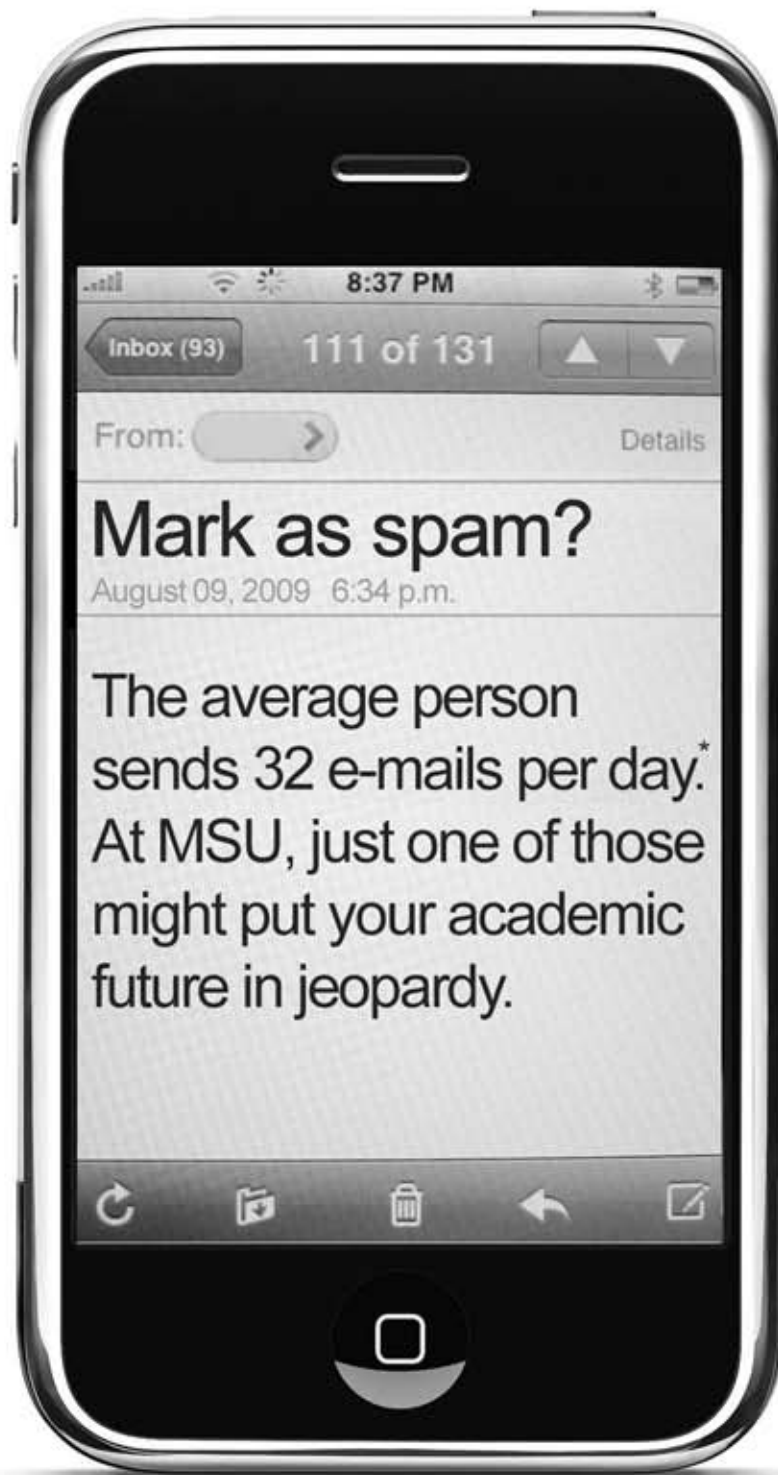 8:37 PM
Inbox (93)
111 of 131
From:
Details
Mark as spam?
August 09, 2009 6:34 p.m.
The average person
sends 32 e-mails per day.*
At MSU, just one of those
might put your academic
future in jeopardy.